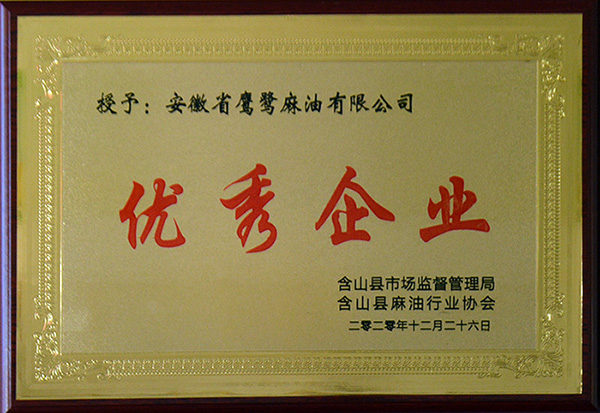 授予：安徽省鹰鹭麻油有限公司
优秀企业
含山县市场监督管理局
含山县麻油行业协会
二零二零年十二月二十六日